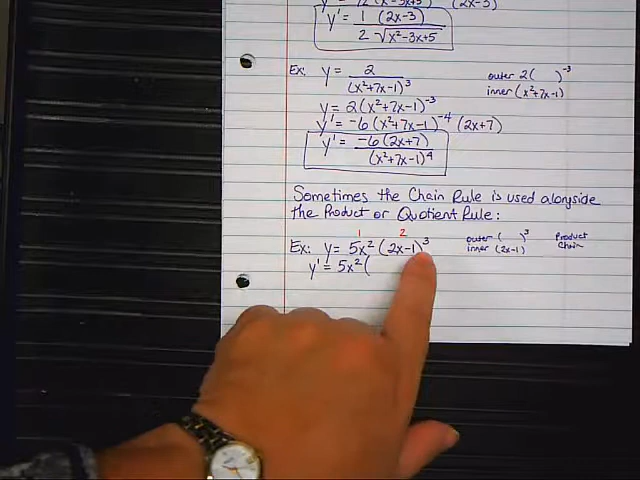 y' = 1 (2x-3) / 2 √x²-3x+5
Ex: y = 2 / (x²+7x-1)³ outer 2( )⁻³
inner (x²+7x-1)
y = 2(x²+7x-1)⁻³
y' = -6(x²+7x-1)⁻⁴ (2x+7)
y' = -6(2x+7) / (x²+7x-1)⁴
Sometimes the Chain Rule is used alongside
the Product or Quotient Rule:
1 2
Ex: y = 5x² (2x-1)³ outer ( )³ Product
inner (2x-1) Chain
y' = 5x²(